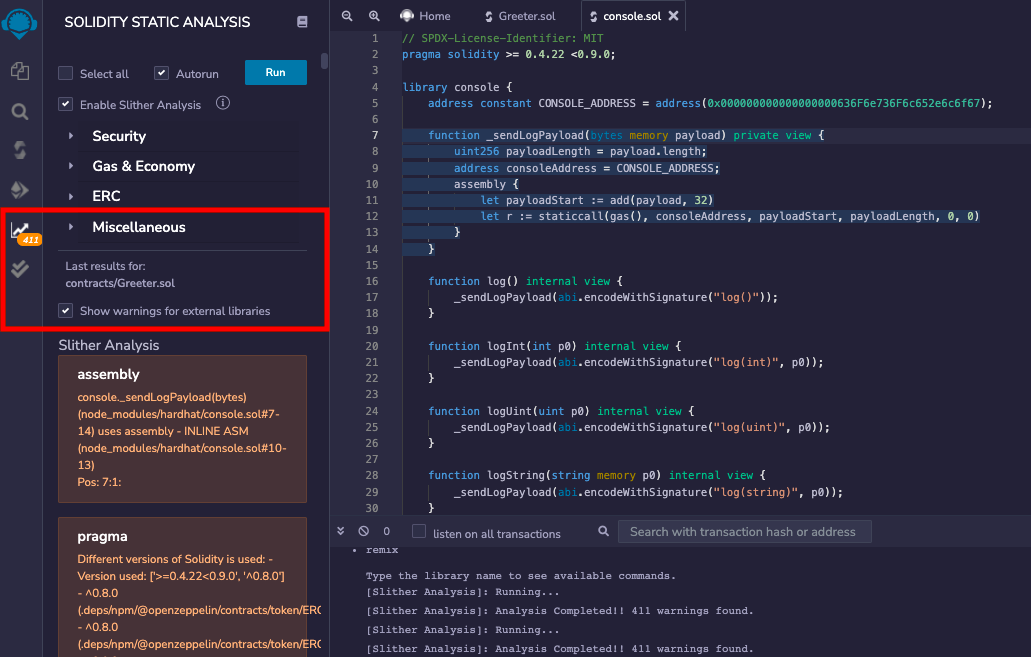 SOLIDITY STATIC ANALYSIS
Select all
Autorun
Run
Enable Slither Analysis
Security
Gas & Economy
ERC
Miscellaneous
411
Last results for:
contracts/Greeter.sol
Show warnings for external libraries
Slither Analysis
assembly
console._sendLogPayload(bytes)
(node_modules/hardhat/console.sol#7-
14) uses assembly - INLINE ASM
(node_modules/hardhat/console.sol#10-
13)
Pos: 7:1:
pragma
Different versions of Solidity is used: -
Version used: ['>=0.4.22<0.9.0', '^0.8.0']
- ^0.8.0
(.deps/npm/@openzeppelin/contracts/token/ERC
- ^0.8.0
(.deps/npm/@openzeppelin/contracts/token/ERC
Home
Greeter.sol
console.sol
1 // SPDX-License-Identifier: MIT
2 pragma solidity >= 0.4.22 <0.9.0;
3
4 library console {
5 address constant CONSOLE_ADDRESS = address(0x000000000000000000636F6e736F6c652e6c6f67);
6
7 function _sendLogPayload(bytes memory payload) private view {
8 uint256 payloadLength = payload.length;
9 address consoleAddress = CONSOLE_ADDRESS;
10 assembly {
11 let payloadStart := add(payload, 32)
12 let r := staticcall(gas(), consoleAddress, payloadStart, payloadLength, 0, 0)
13 }
14 }
15
16 function log() internal view {
17 _sendLogPayload(abi.encodeWithSignature("log()"));
18 }
19
20 function logInt(int p0) internal view {
21 _sendLogPayload(abi.encodeWithSignature("log(int)", p0));
22 }
23
24 function logUint(uint p0) internal view {
25 _sendLogPayload(abi.encodeWithSignature("log(uint)", p0));
26 }
27
28 function logString(string memory p0) internal view {
29 _sendLogPayload(abi.encodeWithSignature("log(string)", p0));
30 }
0
listen on all transactions
Search with transaction hash or address
remix
Type the library name to see available commands.
[Slither Analysis]: Running...
[Slither Analysis]: Analysis Completed!! 411 warnings found.
[Slither Analysis]: Running...
[Slither Analysis]: Analysis Completed!! 411 warnings found.